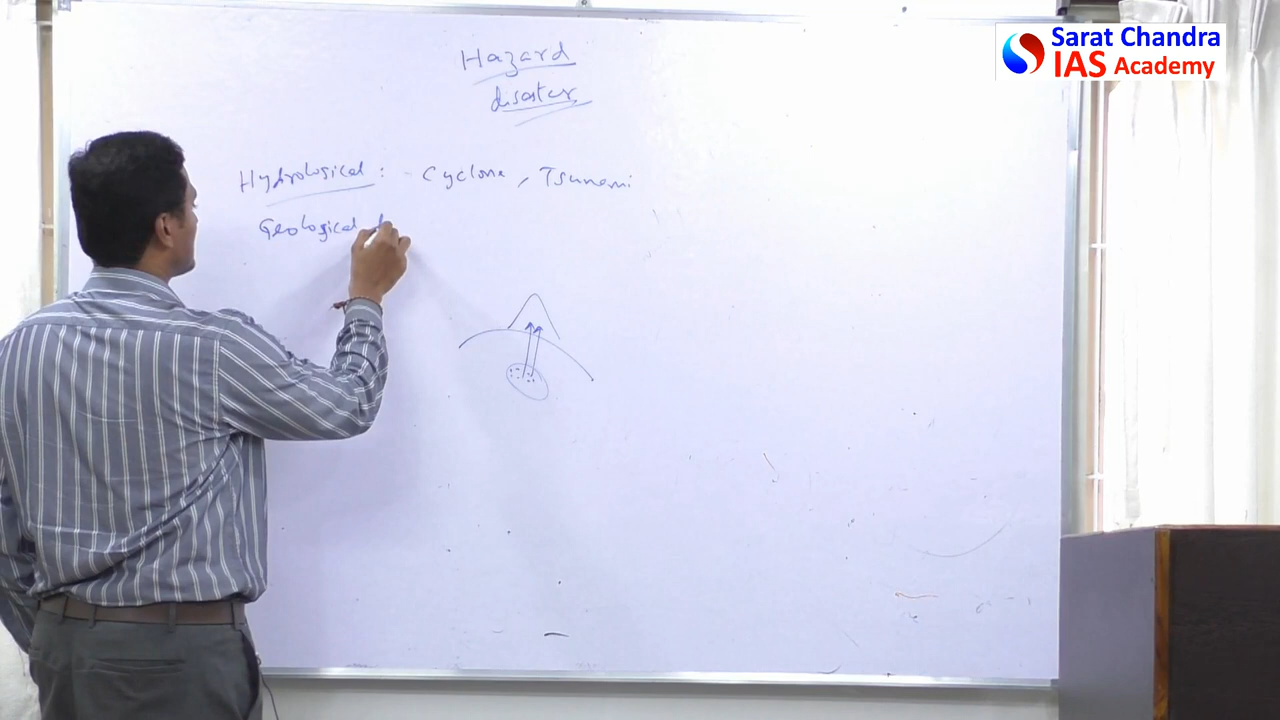 Sarat Chandra
IAS Academy
Hazard
disaster
Hydrological : - Cyclone, Tsunami
Geological